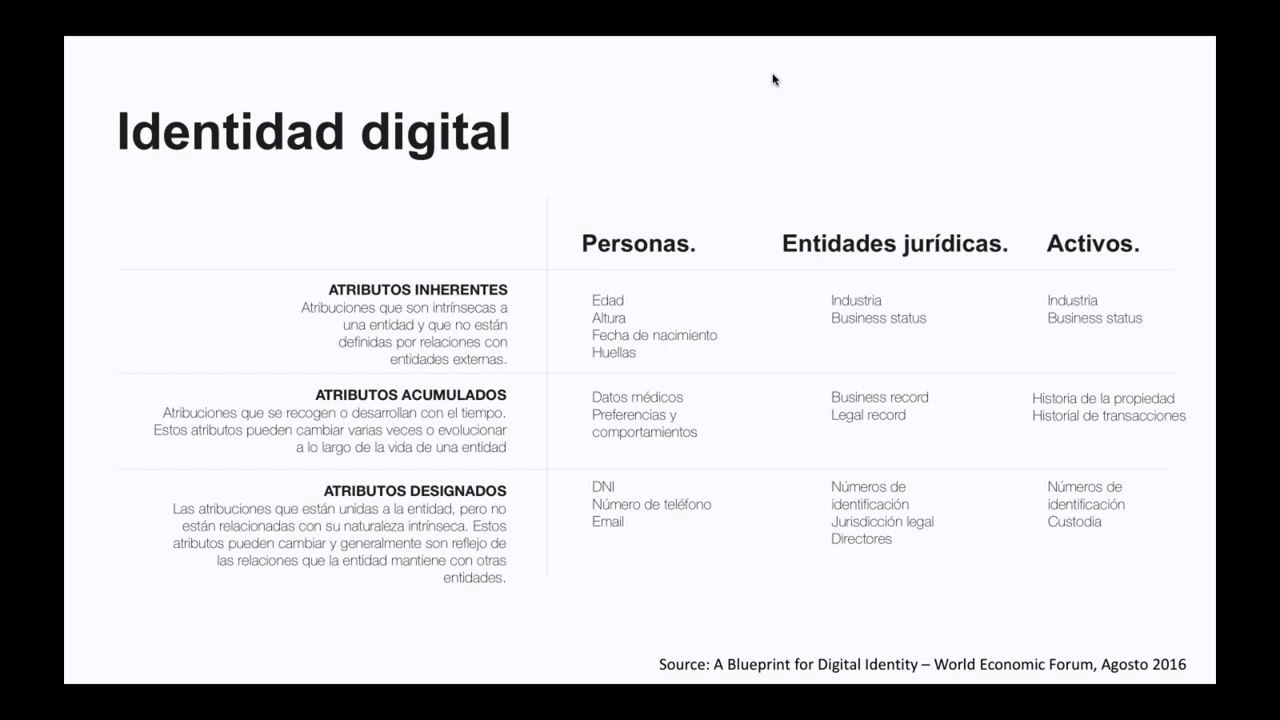 Identidad digital
Personas.
Entidades jurídicas.
Activos.
ATRIBUTOS INHERENTES
Atribuciones que son intrínsecas a
una entidad y que no están
definidas por relaciones con
entidades externas.
Edad
Altura
Fecha de nacimiento
Huellas
Industria
Business status
Industria
Business status
ATRIBUTOS ACUMULADOS
Atribuciones que se recogen o desarrollan con el tiempo.
Estos atributos pueden cambiar varias veces o evolucionar
a lo largo de la vida de una entidad
Datos médicos
Preferencias y
comportamientos
Business record
Legal record
Historia de la propiedad
Historial de transacciones
ATRIBUTOS DESIGNADOS
Las atribuciones que están unidas a la entidad, pero no
están relacionadas con su naturaleza intrínseca. Estos
atributos pueden cambiar y generalmente son reflejo de
las relaciones que la entidad mantiene con otras
entidades.
DNI
Número de teléfono
Email
Números de
identificación
Jurisdicción legal
Directores
Números de
identificación
Custodia
Source: A Blueprint for Digital Identity – World Economic Forum, Agosto 2016